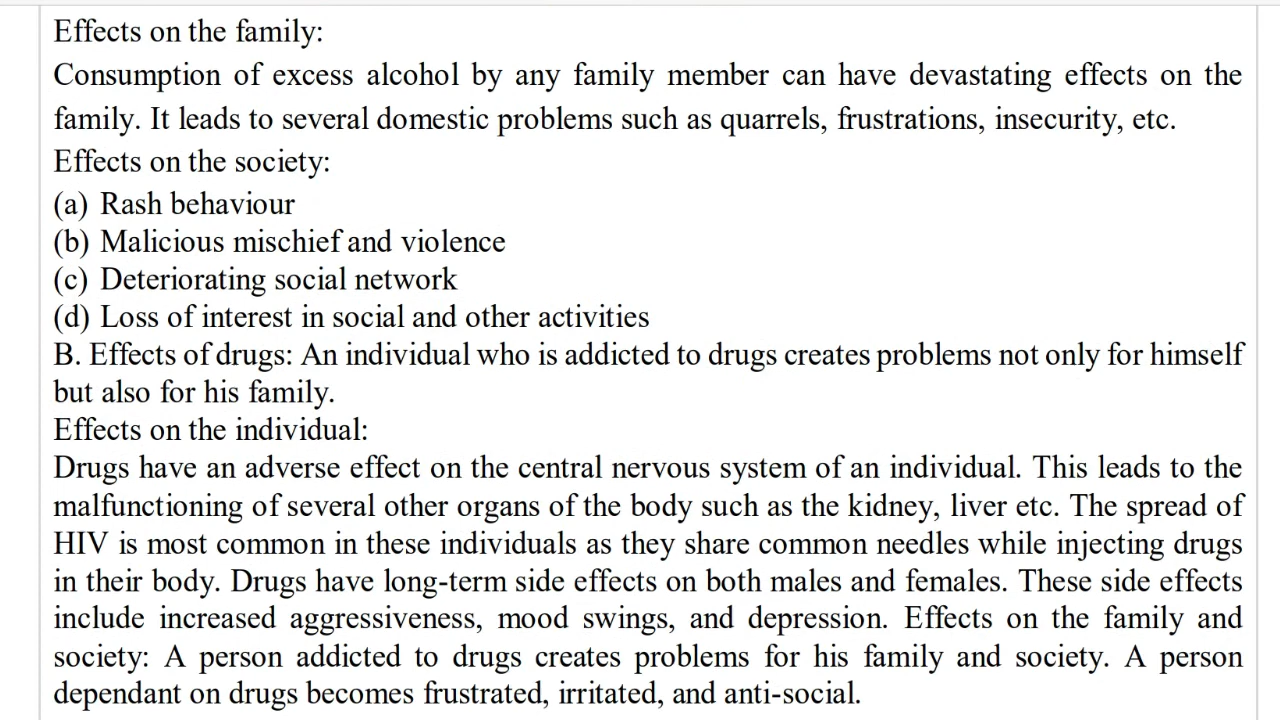 Effects on the family:
Consumption of excess alcohol by any family member can have devastating effects on the
family. It leads to several domestic problems such as quarrels, frustrations, insecurity, etc.
Effects on the society:
(a) Rash behaviour
(b) Malicious mischief and violence
(c) Deteriorating social network
(d) Loss of interest in social and other activities
B. Effects of drugs: An individual who is addicted to drugs creates problems not only for himself
but also for his family.
Effects on the individual:
Drugs have an adverse effect on the central nervous system of an individual. This leads to the
malfunctioning of several other organs of the body such as the kidney, liver etc. The spread of
HIV is most common in these individuals as they share common needles while injecting drugs
in their body. Drugs have long-term side effects on both males and females. These side effects
include increased aggressiveness, mood swings, and depression. Effects on the family and
society: A person addicted to drugs creates problems for his family and society. A person
dependant on drugs becomes frustrated, irritated, and anti-social.